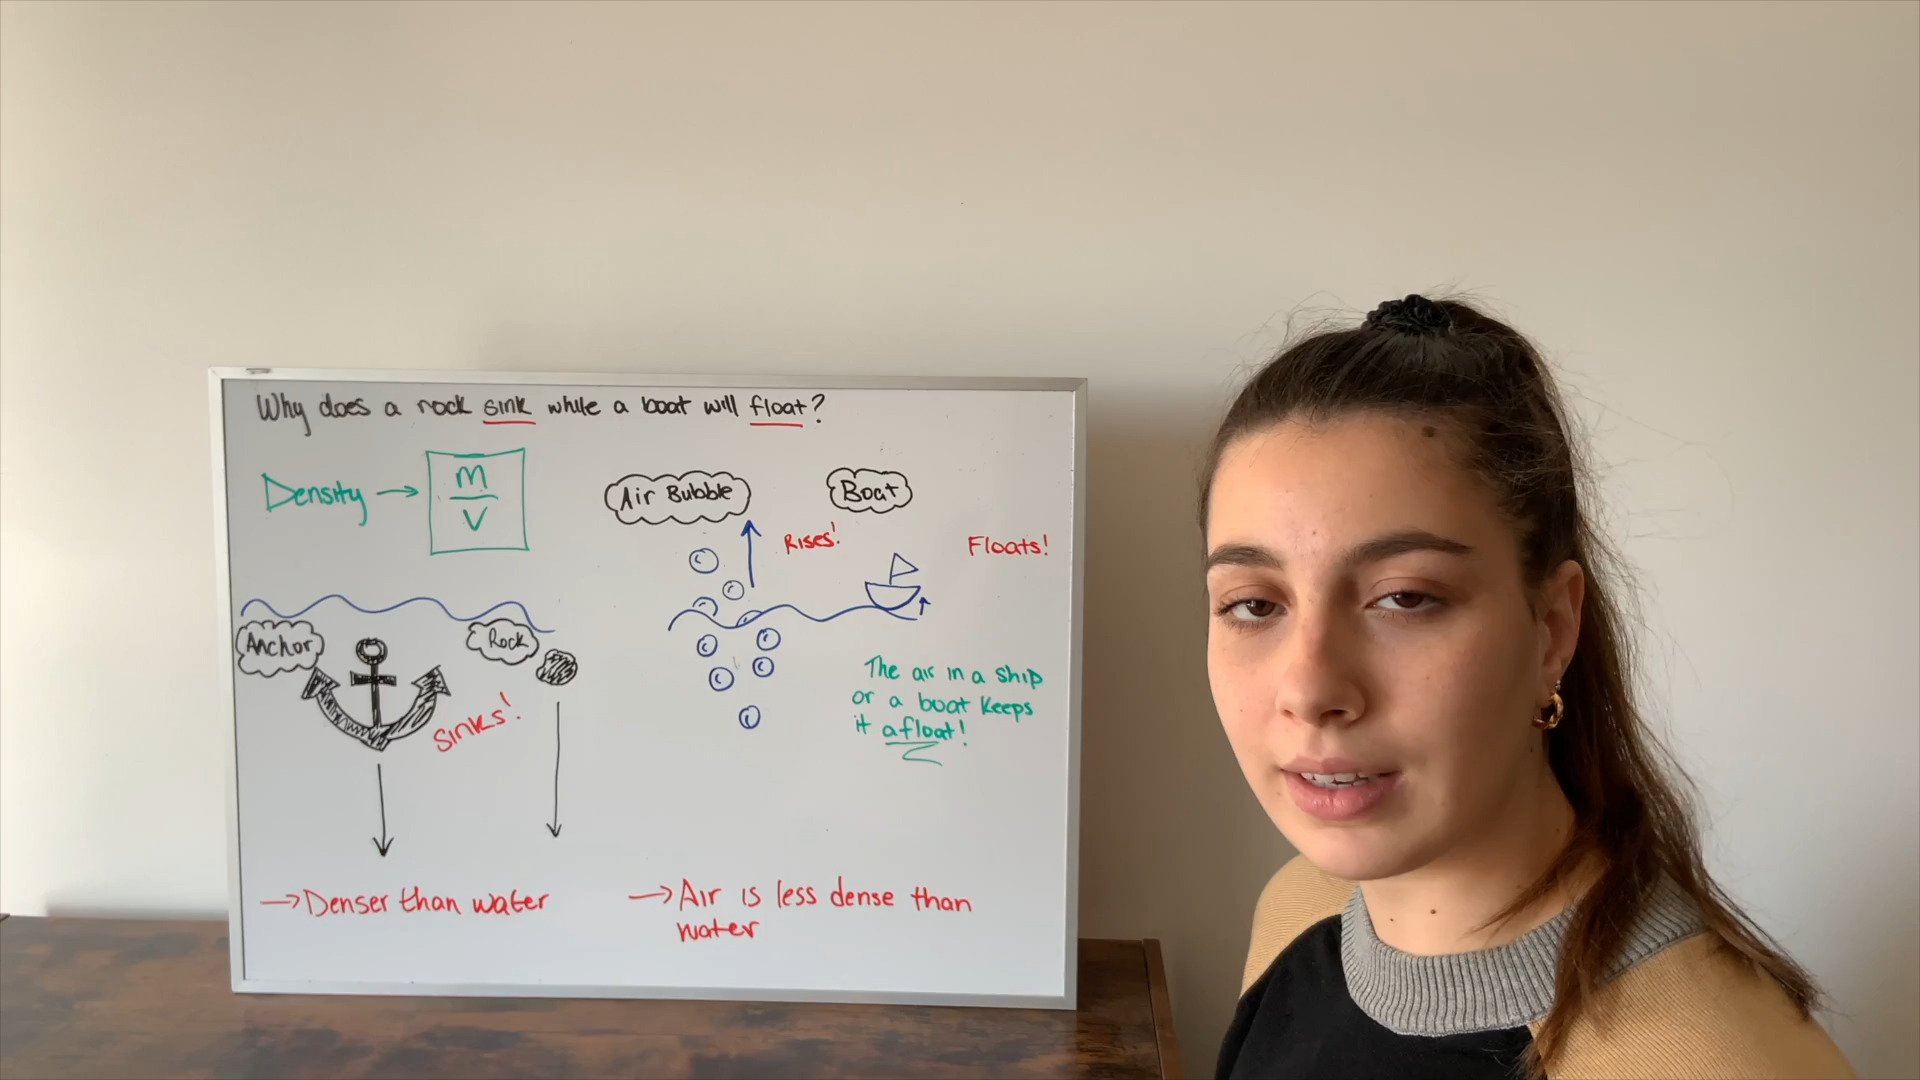 Why does a rock sink while a boat will float?
Density → m
V
Air Bubble
Boat
Rises!
Floats!
Anchor
Rock
Sinks!
The air in a ship
or a boat keeps
it afloat!
→ Denser than water
→ Air is less dense than
water